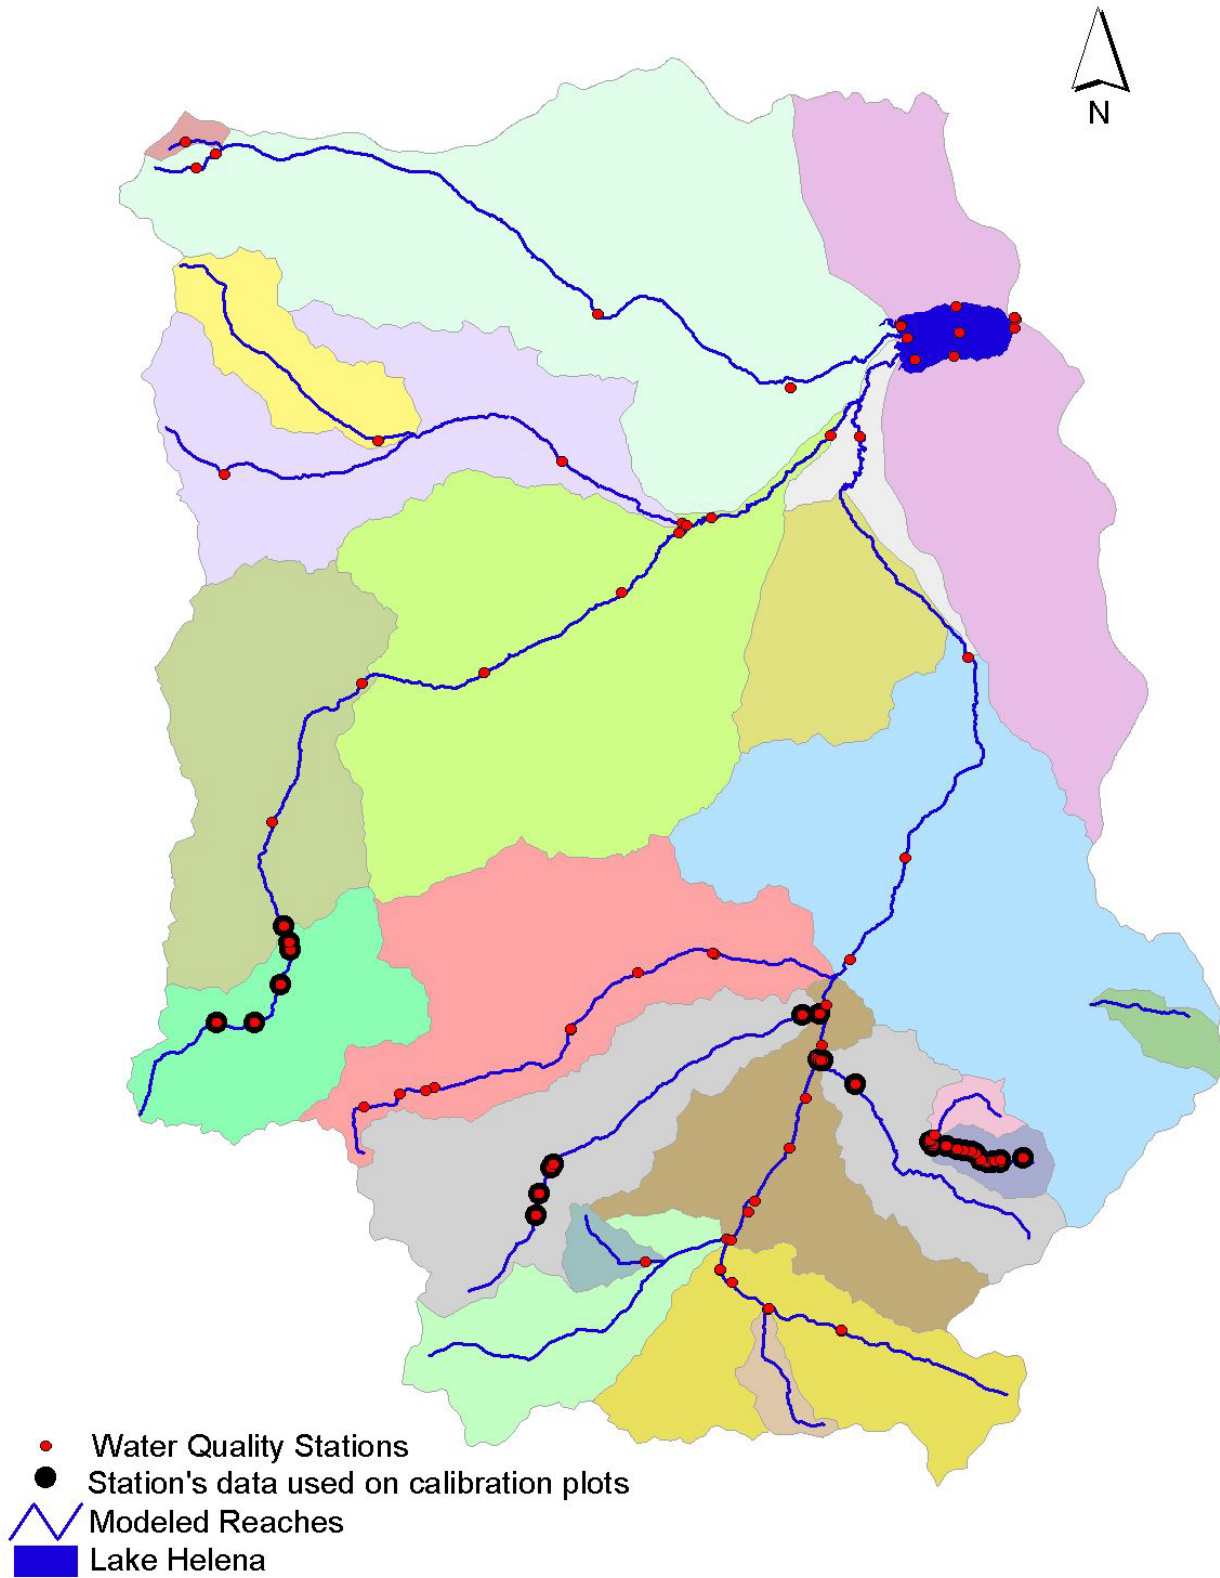 N
Water Quality Stations
Station's data used on calibration plots
Modeled Reaches
Lake Helena